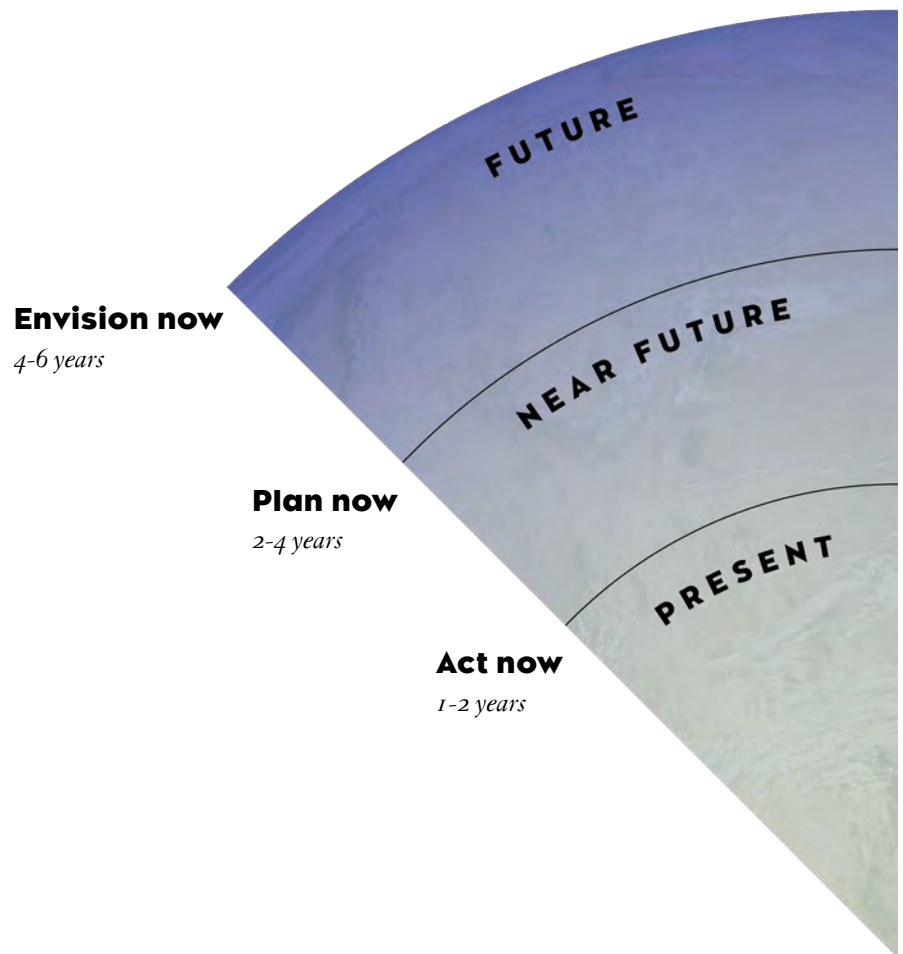 FUTURE
Envision now
4-6 years
NEAR FUTURE
Plan now
2-4 years
PRESENT
Act now
1-2 years